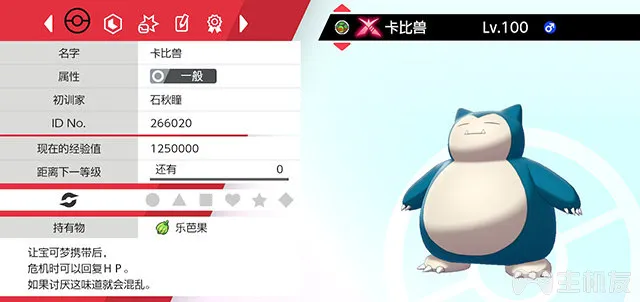 卡比兽 Lv.100
名字 卡比兽
属性 一般
初训家 石秋瞳
ID No. 266020
现在的经验值 1250000
距离下一等级 还有 0
持有物 乐芭果
让宝可梦携带后，
危机时可以回复ＨＰ。
如果讨厌这味道就会混乱。
主机友